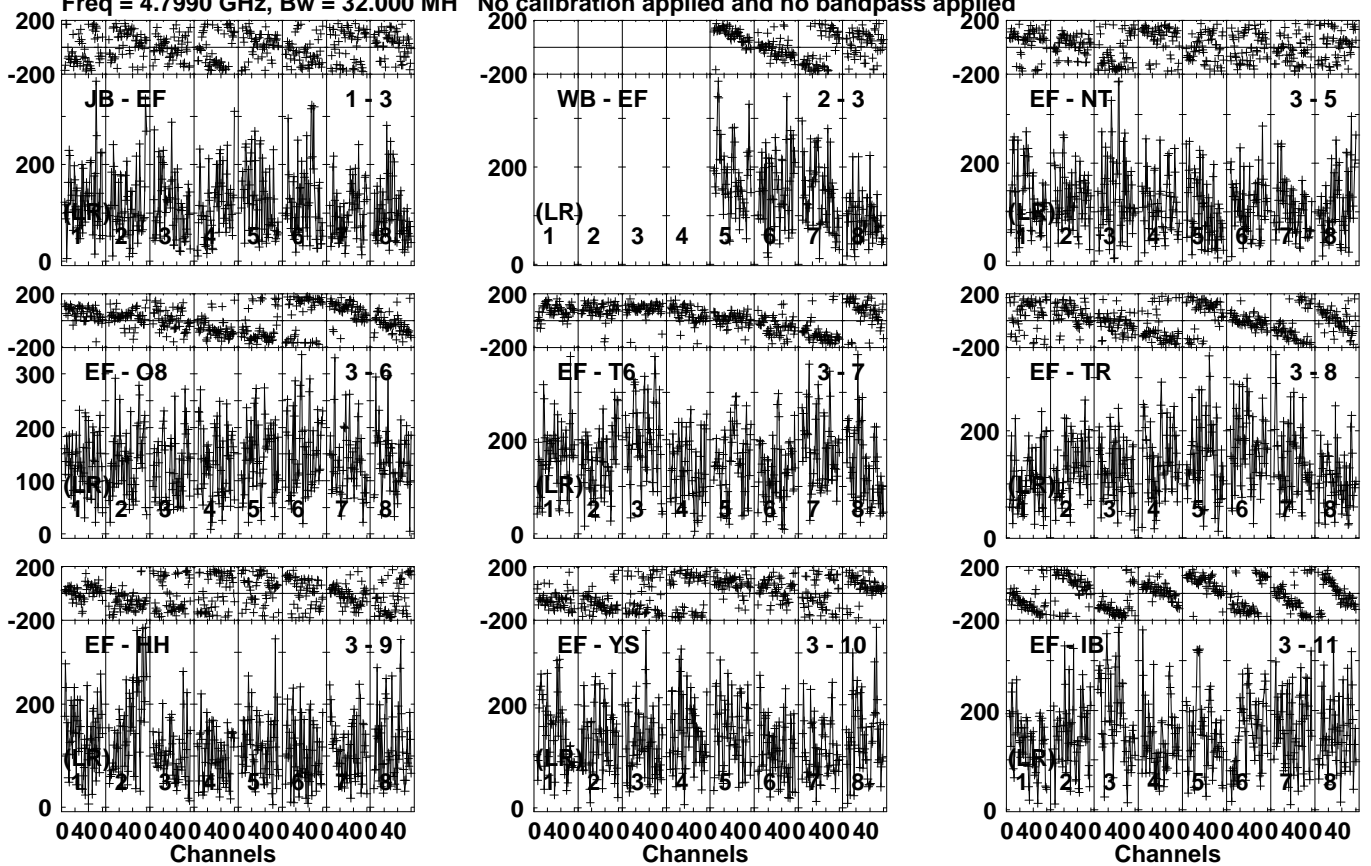 Freq = 4.7990 GHz, Bw = 32.000 MH No calibration applied and no bandpass applied
200
-200
JB - EF 1 - 3
200
(LR)
1 2 3 4 5 6 7 8
0
200
-200
WB - EF 2 - 3
200
(LR)
1 2 3 4 5 6 7 8
0
200
-200
EF - NT 3 - 5
200
(LR)
1 2 3 4 5 6 7 8
0
200
-200
300
EF - O8 3 - 6
200
100
(LR)
1 2 3 4 5 6 7 8
0
200
-200
EF - T6 3 - 7
200
(LR)
1 2 3 4 5 6 7 8
0
200
-200
EF - TR 3 - 8
200
(LR)
1 2 3 4 5 6 7 8
0
200
-200
EF - HH 3 - 9
200
(LR)
1 2 3 4 5 6 7 8
0
0 40 0 40 0 40 0 40 0 40 0 40 0 40 0 40
Channels
200
-200
EF - YS 3 - 10
200
(LR)
1 2 3 4 5 6 7 8
0
0 40 0 40 0 40 0 40 0 40 0 40 0 40 0 40
Channels
200
-200
EF - IB 3 - 11
200
(LR)
1 2 3 4 5 6 7 8
0
0 40 0 40 0 40 0 40 0 40 0 40 0 40 0 40
Channels